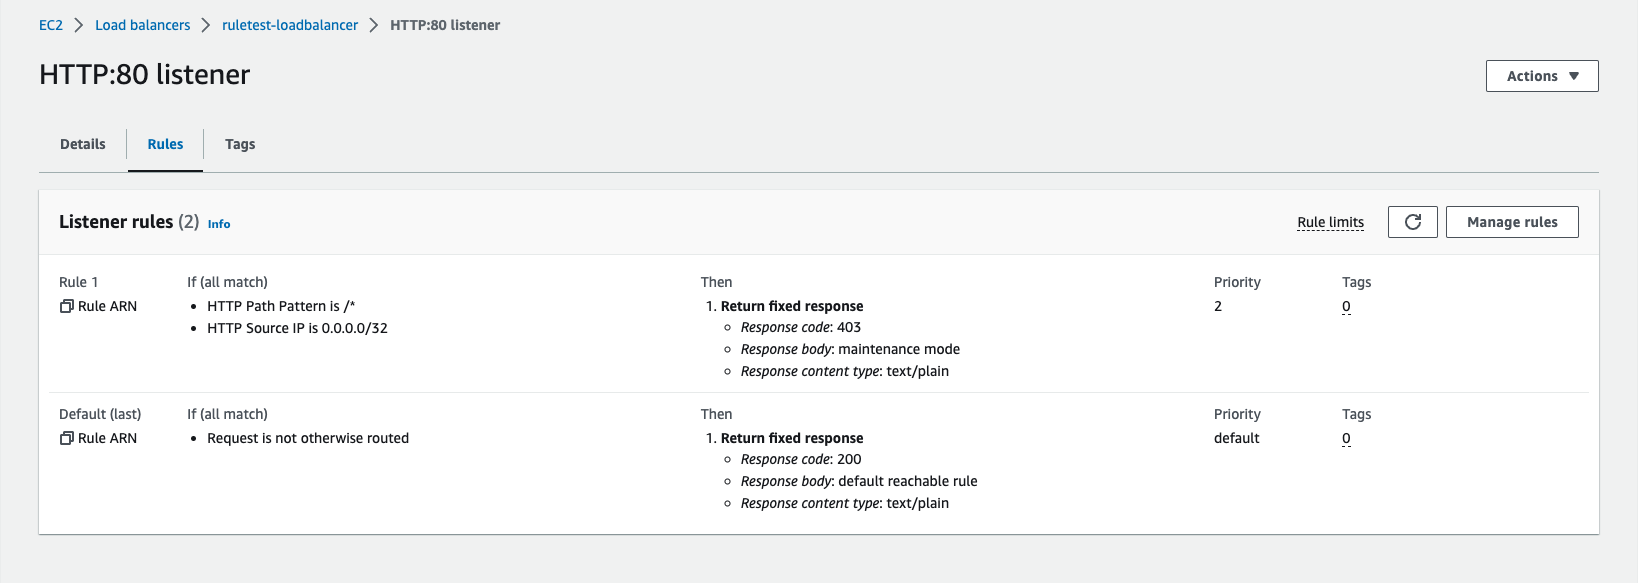 EC2 > Load balancers > ruletest-loadbalancer > HTTP:80 listener
HTTP:80 listener
Actions ▼
Details
Rules
Tags
Listener rules (2) Info
Rule limits
Manage rules
Rule 1
Rule ARN
If (all match)
• HTTP Path Pattern is /*
• HTTP Source IP is 0.0.0.0/32
Then
1. Return fixed response
◦ Response code: 403
◦ Response body: maintenance mode
◦ Response content type: text/plain
Priority
2
Tags
0
Default (last)
Rule ARN
If (all match)
• Request is not otherwise routed
Then
1. Return fixed response
◦ Response code: 200
◦ Response body: default reachable rule
◦ Response content type: text/plain
Priority
default
Tags
0